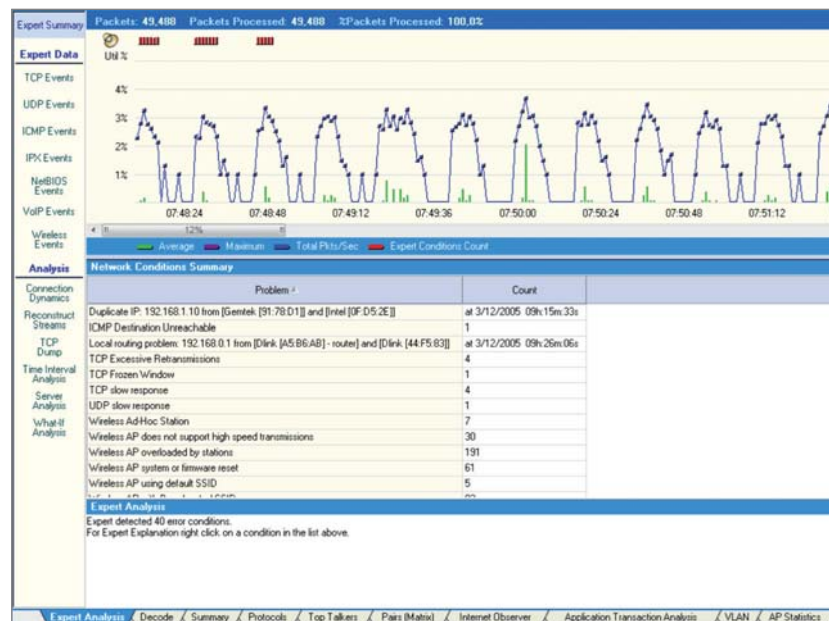 Expert Summary
Packets: 49,488 Packets Processed: 49,488 %Packets Processed: 100,0%
Expert Data
TCP Events
UDP Events
ICMP Events
IPX Events
NetBIOS
Events
VoIP Events
Wireless
Events
Analysis
Connection
Dynamics
Reconstruct
Streams
TCP
Dump
Time Interval
Analysis
Server
Analysis
What-If
Analysis
Util %
4%
3%
2%
1%
07:48:24 07:48:48 07:49:12 07:49:36 07:50:00 07:50:24 07:50:48 07:51:12
12%
Average Maximum Total Pkts/Sec Expert Conditions Count
Network Conditions Summary
Problem Count
Duplicate IP: 192.168.1.10 from [Gemtek [91:78:D1]] and [Intel [0F:D5:2E]] at 3/12/2005 09h:15m:33s
ICMP Destination Unreachable 1
Local routing problem: 192.168.0.1 from [Dlink [A5:B6:AB] - router] and [Dlink [44:F5:83]] at 3/12/2005 09h:26m:06s
TCP Excessive Retransmissions 4
TCP Frozen Window 1
TCP slow response 4
UDP slow response 1
Wireless Ad-Hoc Station 7
Wireless AP does not support high speed transmissions 30
Wireless AP overloaded by stations 191
Wireless AP system or firmware reset 61
Wireless AP using default SSID 5
Expert Analysis
Expert detected 40 error conditions.
For Expert Explanation right click on a condition in the list above.
Expert Analysis Decode Summary Protocols Top Talkers Pairs (Matrix) Internet Observer Application Transaction Analysis VLAN AP Statistics